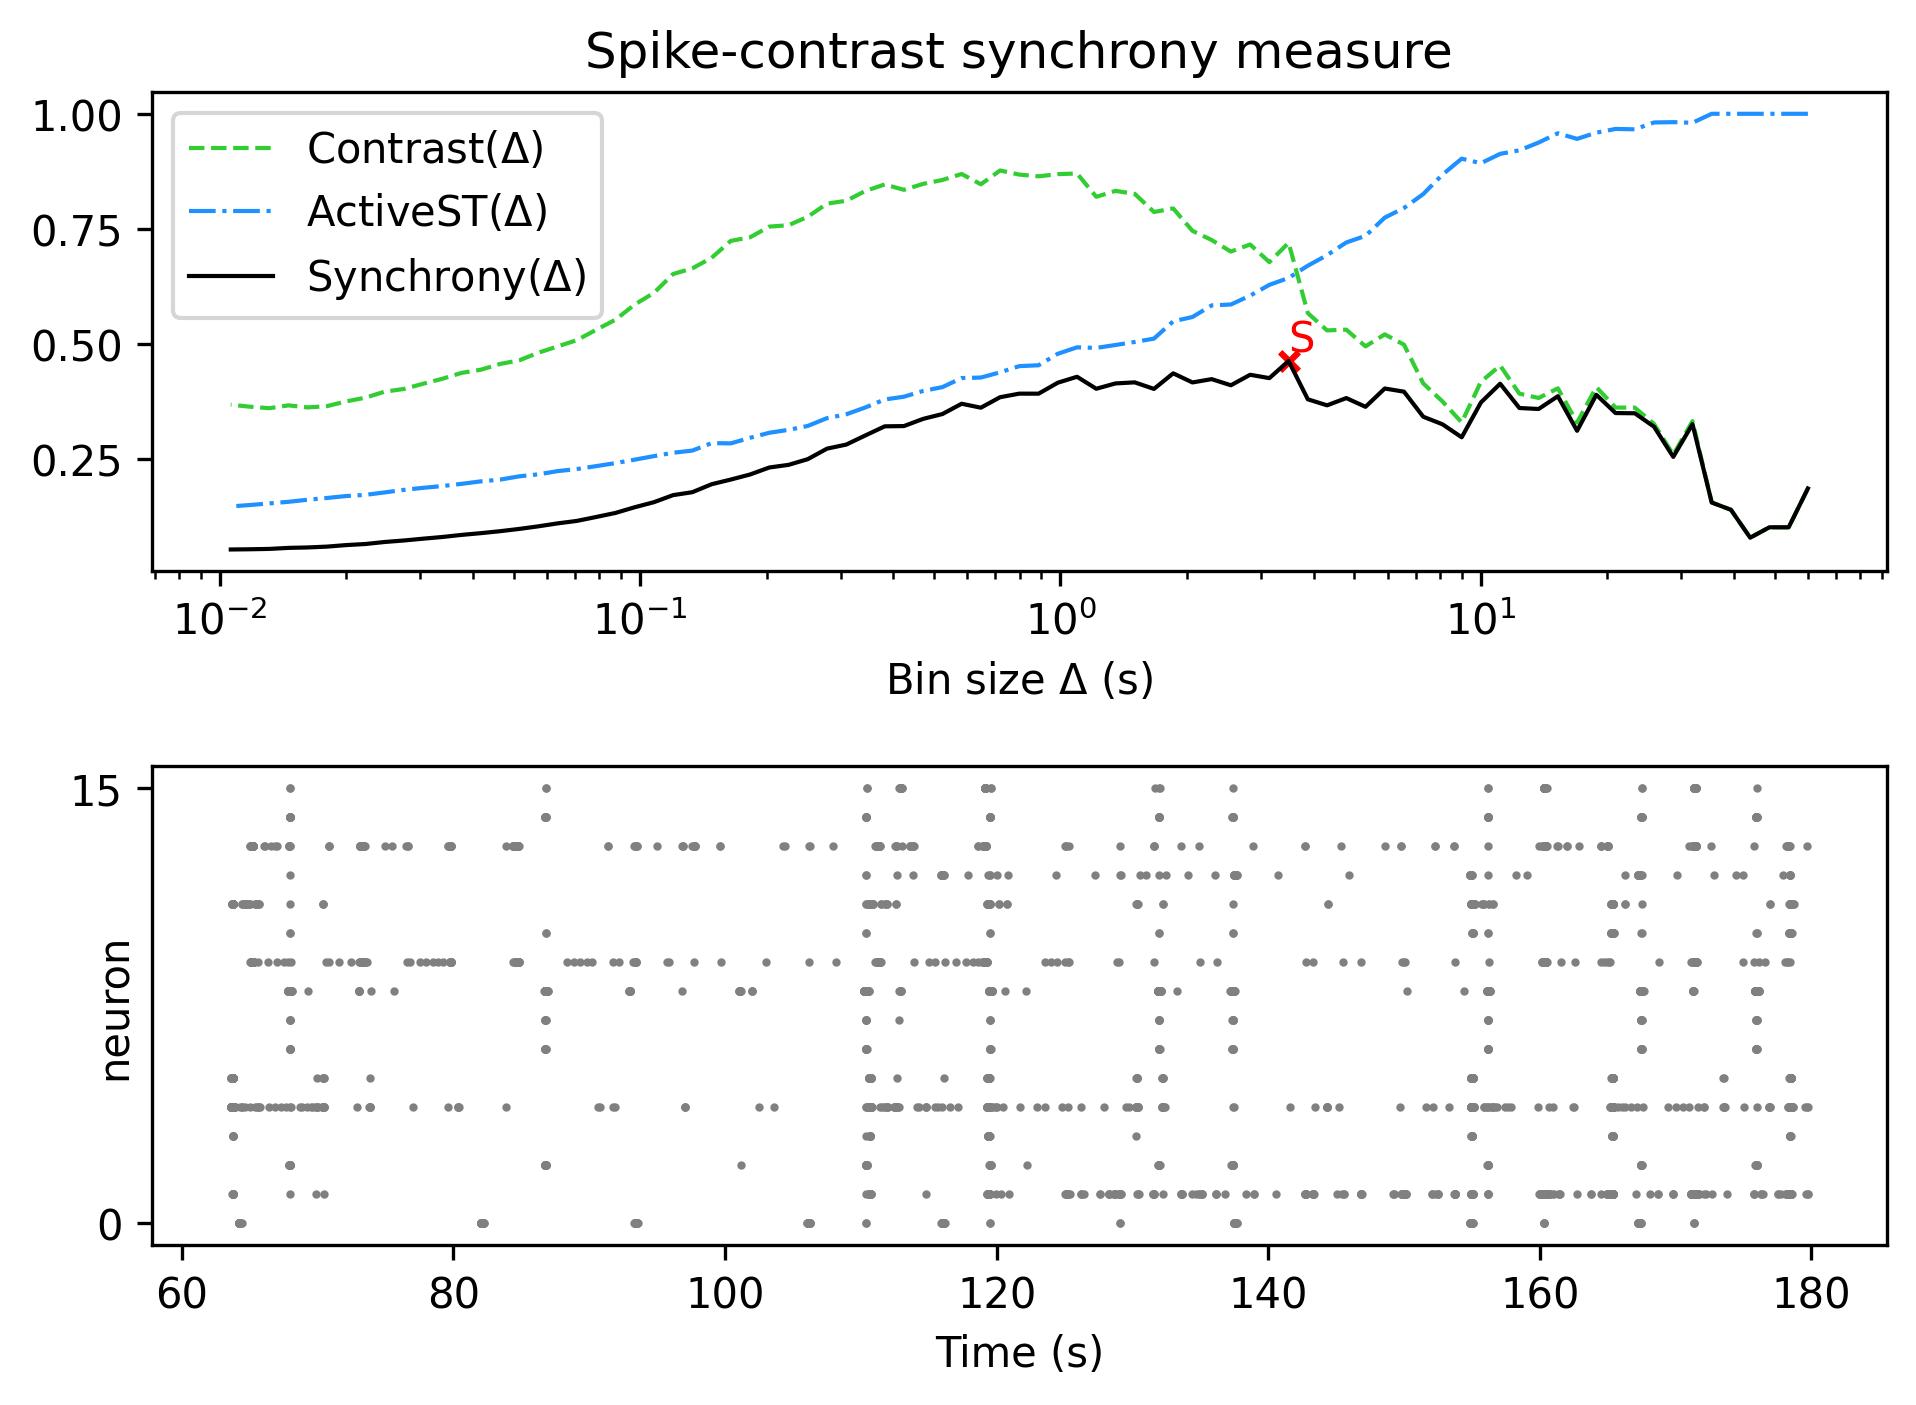 Spike-contrast synchrony measure
1.00
0.75
0.50
0.25
Contrast(Δ)
ActiveST(Δ)
Synchrony(Δ)
S
10⁻² 10⁻¹ 10⁰ 10¹
Bin size Δ (s)
15
0
neuron
60 80 100 120 140 160 180
Time (s)